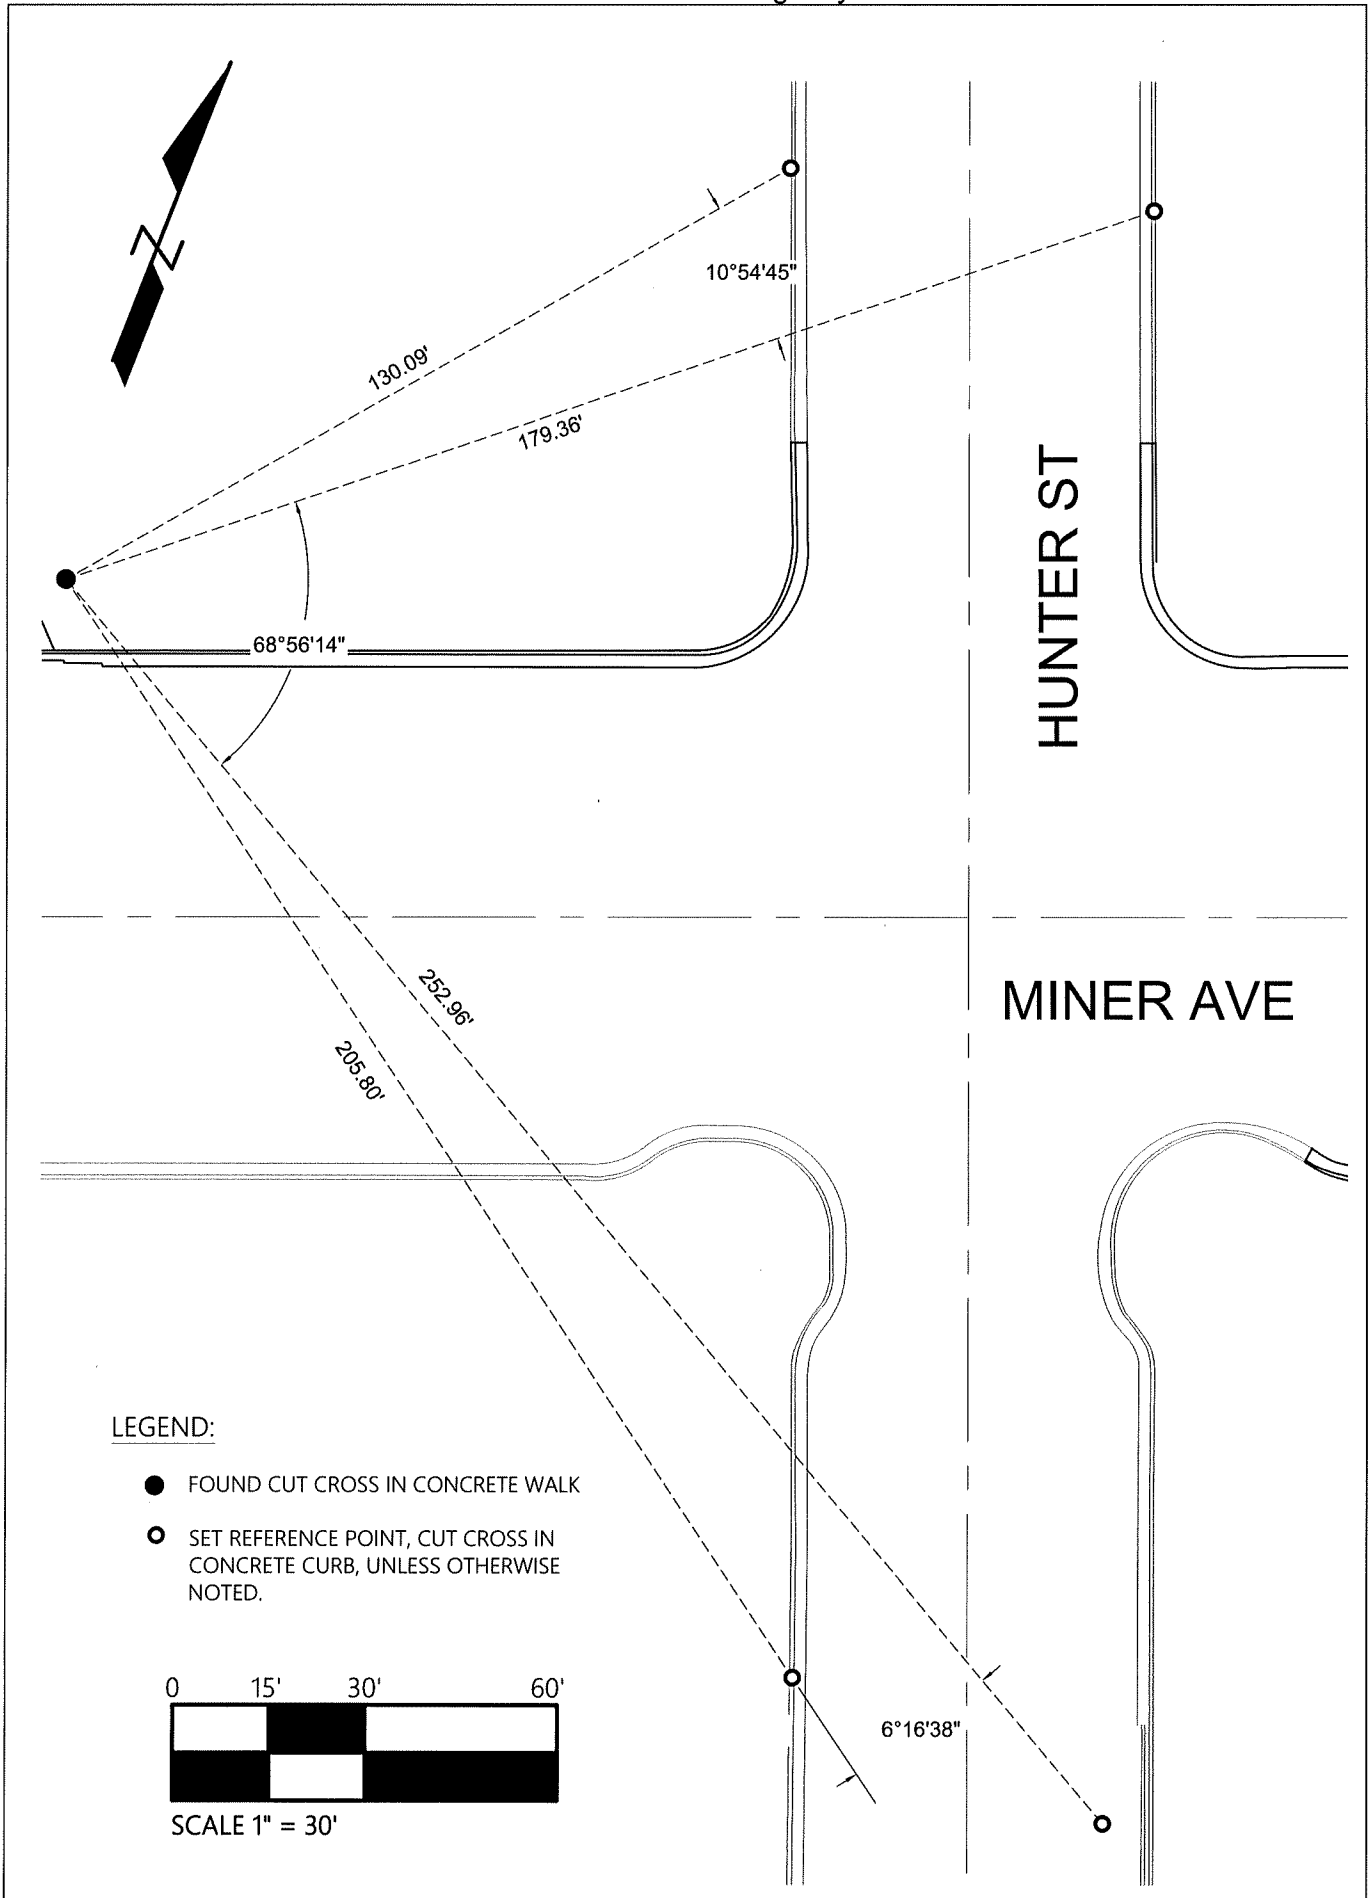 N
10°54'45"
130.09'
179.36'
HUNTER ST
68°56'14"
MINER AVE
252.96'
205.80'
LEGEND:
FOUND CUT CROSS IN CONCRETE WALK
SET REFERENCE POINT, CUT CROSS IN
CONCRETE CURB, UNLESS OTHERWISE
NOTED.
0 15' 30' 60'
6°16'38"
SCALE 1" = 30'